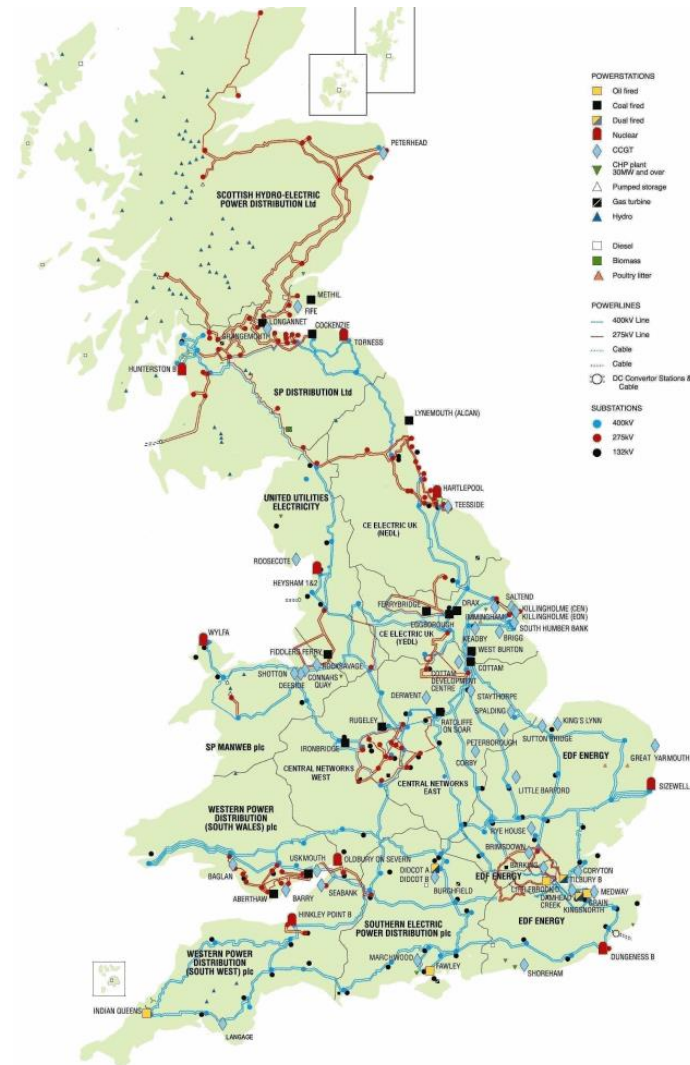 POWERSTATIONS
Oil fired
Coal fired
Dual fired
Nuclear
CCGT
CHP plant
30MW and over
Pumped storage
Gas turbine
Hydro
Diesel
Biomass
Poultry litter
POWERLINES
400kV Line
275kV Line
Cable
Cable
DC Convertor Stations &
Cable
SUBSTATIONS
400kV
275kV
132kV
PETERHEAD
SCOTTISH HYDRO-ELECTRIC
POWER DISTRIBUTION Ltd
METHIL
FIFE
LONGANNET
GRANGEMOUTH
COCKENZIE
TORNESS
HUNTERSTON B
SP DISTRIBUTION Ltd
LYNEMOUTH (ALCAN)
HARTLEPOOL
TEESSIDE
UNITED UTILITIES
ELECTRICITY
CE ELECTRIC UK
(NEDL)
ROOSECOTE
HEYSHAM 1&2
FERRYBRIDGE
DRAX
EGGBOROUGH
SALTEND
KILLINGHOLME (CEN)
KILLINGHOLME (EON)
IMMINGHAM
SOUTH HUMBER BANK
BRIGG
KEADBY
CE ELECTRIC UK
(YEDL)
WEST BURTON
COTTAM
COTTAM
DEVELOPMENT
CENTRE
WYLFA
FIDDLERS FERRY
ROCKSAVAGE
SHOTTON
DEESIDE
CONNAHS
QUAY
DERWENT
STAYTHORPE
SPALDING
KING'S LYNN
SUTTON BRIDGE
RUGELEY
RATCLIFFE
ON SOAR
IRONBRIDGE
PETERBOROUGH
CORBY
EDF ENERGY
GREAT YARMOUTH
SP MANWEB plc
CENTRAL NETWORKS
WEST
CENTRAL NETWORKS
EAST
LITTLE BARFORD
SIZEWELL
WESTERN POWER
DISTRIBUTION
(SOUTH WALES) plc
RYE HOUSE
BRIMSDOWN
USKMOUTH
OLDBURY ON SEVERN
DIDCOT A
DIDCOT B
EDF ENERGY
BARKING
CORYTON
TILBURY B
BAGLAN
ABERTHAW
BARRY
SEABANK
BURGHFIELD
LITTLEBROOK D
DAMHEAD
CREEK
MEDWAY
GRAIN
KINGSNORTH
HINKLEY POINT B
SOUTHERN ELECTRIC
POWER DISTRIBUTION plc
EDF ENERGY
WESTERN POWER
DISTRIBUTION
(SOUTH WEST) plc
MARCHWOOD
FAWLEY
SHOREHAM
DUNGENESS B
INDIAN QUEENS
LANGAGE